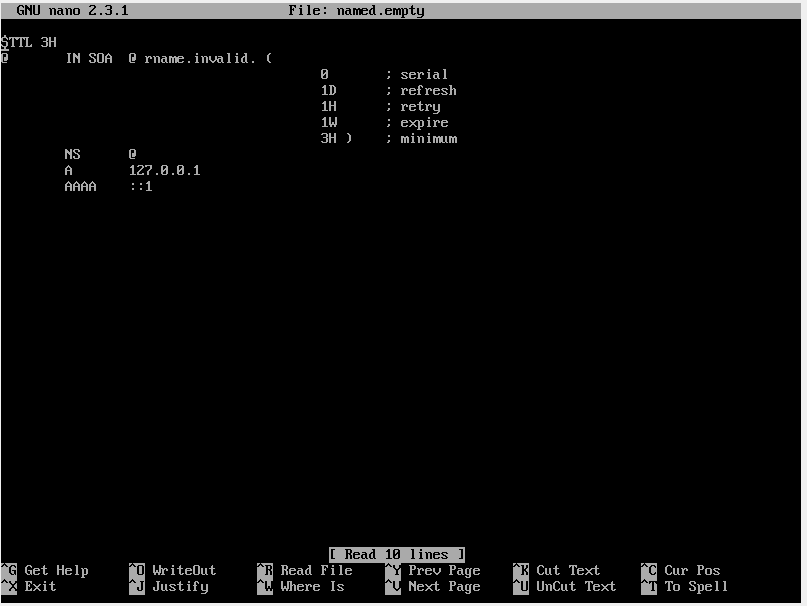 GNU nano 2.3.1 File: named.empty
$TTL 3H
@ IN SOA @ rname.invalid. (
0 ; serial
1D ; refresh
1H ; retry
1W ; expire
3H ) ; minimum
NS @
A 127.0.0.1
AAAA ::1
[ Read 10 lines ]
^G Get Help ^O WriteOut ^R Read File ^Y Prev Page ^K Cut Text ^C Cur Pos
^X Exit ^J Justify ^W Where Is ^V Next Page ^U UnCut Text ^T To Spell